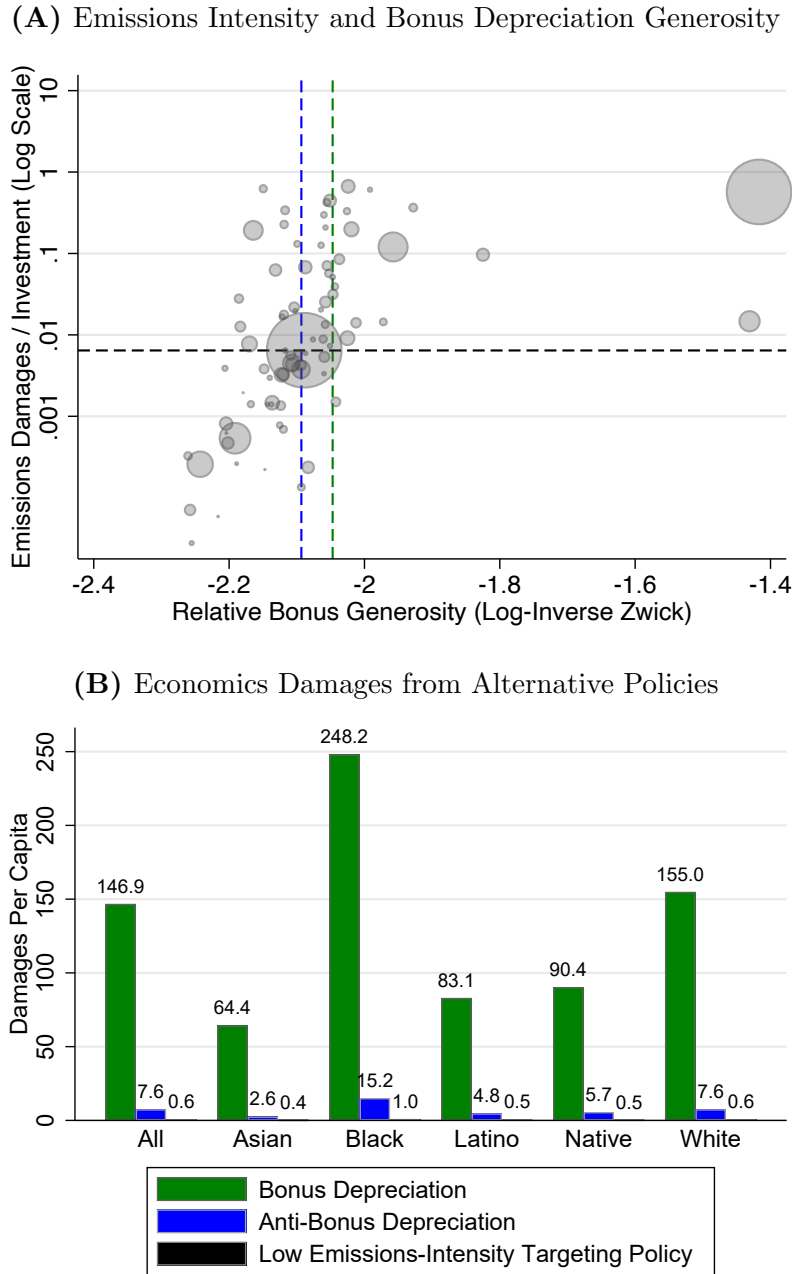 (A) Emissions Intensity and Bonus Depreciation Generosity
Emissions Damages / Investment (Log Scale)
10
1
.1
.01
.001
-2.4 -2.2 -2 -1.8 -1.6 -1.4
Relative Bonus Generosity (Log-Inverse Zwick)
(B) Economics Damages from Alternative Policies
Damages Per Capita
250
200
150
100
50
0
146.9 7.6 0.6
64.4 2.6 0.4
248.2 15.2 1.0
83.1 4.8 0.5
90.4 5.7 0.5
155.0 7.6 0.6
All Asian Black Latino Native White
Bonus Depreciation
Anti-Bonus Depreciation
Low Emissions-Intensity Targeting Policy